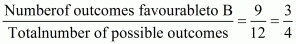 Numberof outcomes favourableto B
Totalnumber of possible outcomes
= 9/12 = 3/4